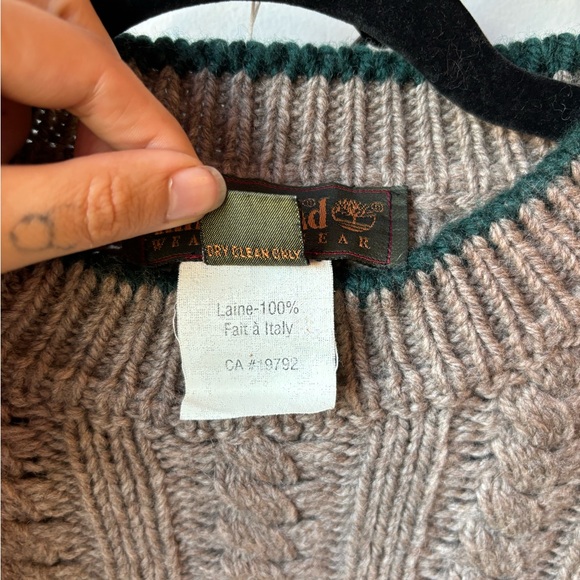 DRY CLEAN ONLY
Laine-100%
Fait à Italy
CA #19792